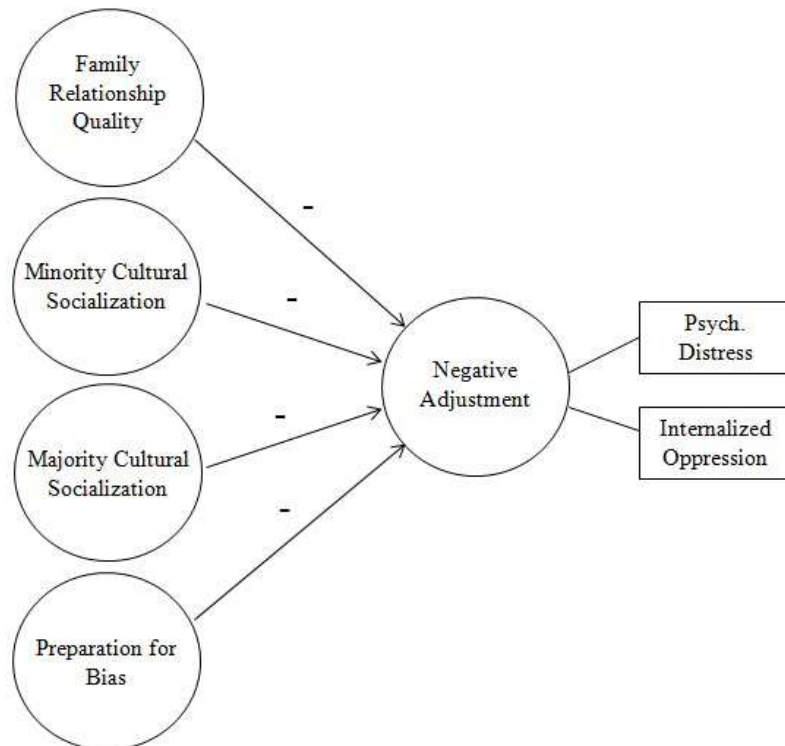 Family
Relationship
Quality
-
Minority Cultural
Socialization
-
Negative
Adjustment
Psych.
Distress
Internalized
Oppression
-
Majority Cultural
Socialization
-
Preparation for
Bias